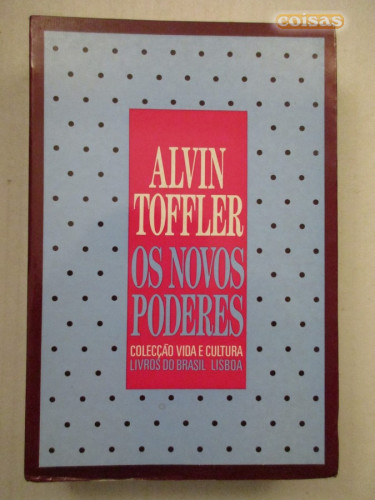 coisas
ALVIN
TOFFLER
OS NOVOS
PODERES
COLECÇÃO VIDA E CULTURA
LIVROS DO BRASIL LISBOA